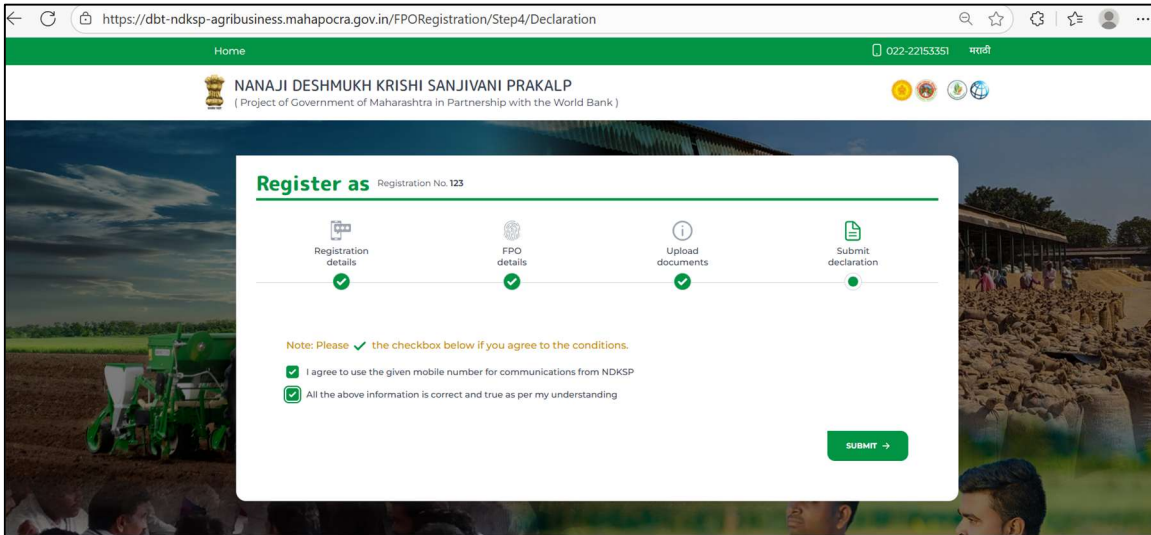 https://dbt-ndksp-agribusiness.mahapocra.gov.in/FPORegistration/Step4/Declaration
Home
022-22153351 मराठी
NANAJI DESHMUKH KRISHI SANJIVANI PRAKALP
( Project of Government of Maharashtra in Partnership with the World Bank )
Register as Registration No. 123
Registration
details
FPO
details
Upload
documents
Submit
declaration
Note: Please ✓ the checkbox below if you agree to the conditions.
I agree to use the given mobile number for communications from NDKSP
All the above information is correct and true as per my understanding
SUBMIT →